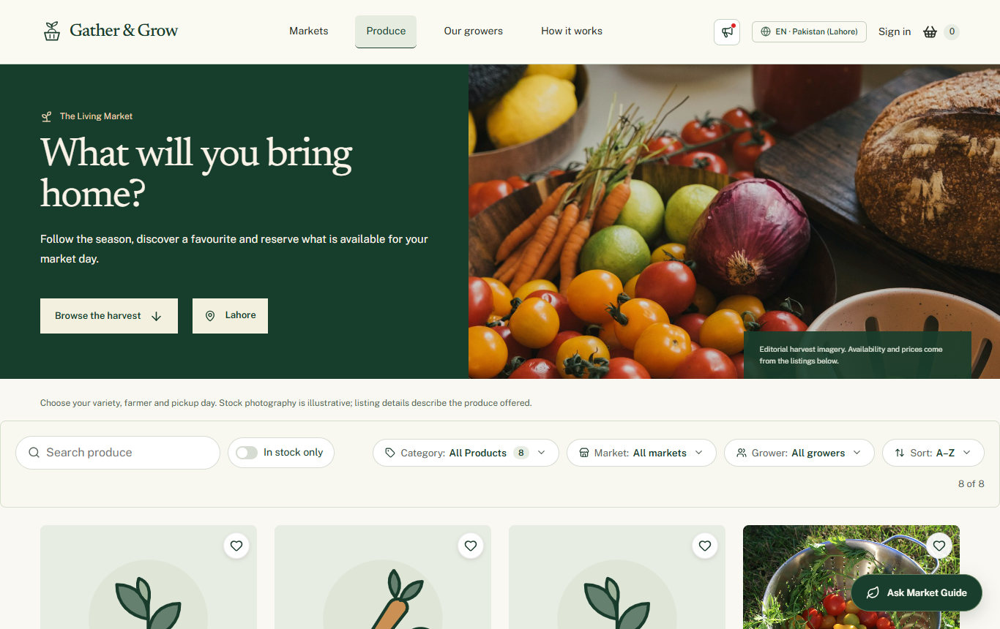 Gather & Grow
Markets
Produce
Our growers
How it works
EN · Pakistan (Lahore)
Sign in
0
The Living Market
What will you bring
home?
Follow the season, discover a favourite and reserve what is available for your
market day.
Browse the harvest
Lahore
Editorial harvest imagery. Availability and prices come
from the listings below.
Choose your variety, farmer and pickup day. Stock photography is illustrative; listing details describe the produce offered.
Search produce
In stock only
Category: All Products 8
Market: All markets
Grower: All growers
Sort: A–Z
8 of 8
Ask Market Guide